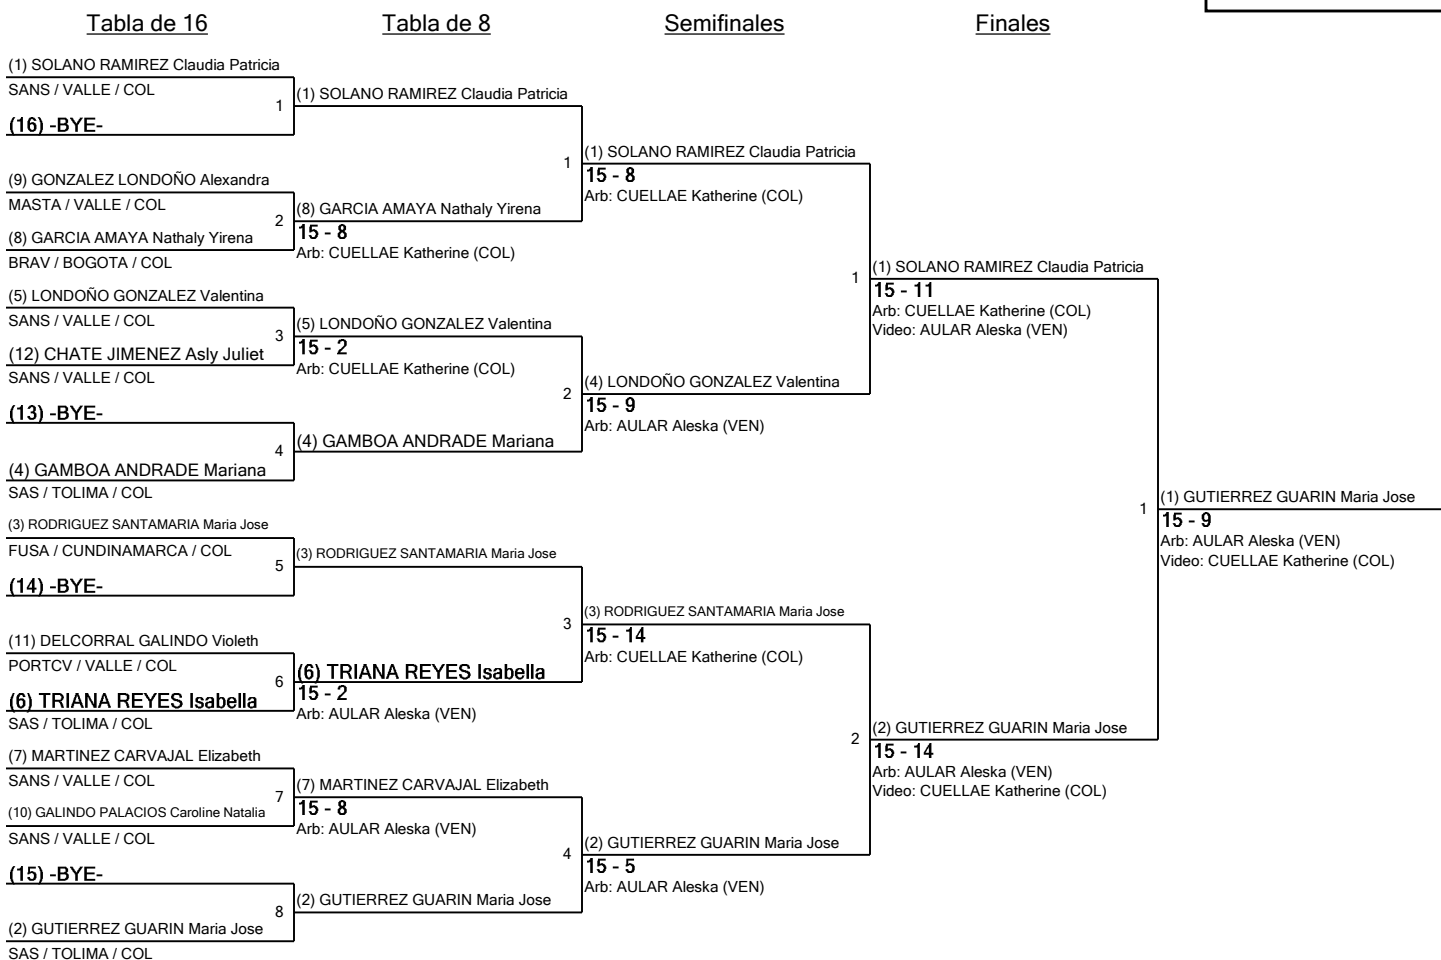 Tabla de 16
Tabla de 8
Semifinales
Finales
(1) SOLANO RAMIREZ Claudia Patricia
SANS / VALLE / COL
1
(16) -BYE-
(9) GONZALEZ LONDOÑO Alexandra
MASTA / VALLE / COL
2
(8) GARCIA AMAYA Nathaly Yirena
BRAV / BOGOTA / COL
(5) LONDOÑO GONZALEZ Valentina
SANS / VALLE / COL
3
(12) CHATE JIMENEZ Asly Juliet
SANS / VALLE / COL
(13) -BYE-
4
(4) GAMBOA ANDRADE Mariana
SAS / TOLIMA / COL
(3) RODRIGUEZ SANTAMARIA Maria Jose
FUSA / CUNDINAMARCA / COL
5
(14) -BYE-
(11) DELCORRAL GALINDO Violeth
PORTCV / VALLE / COL
6
(6) TRIANA REYES Isabella
SAS / TOLIMA / COL
(7) MARTINEZ CARVAJAL Elizabeth
SANS / VALLE / COL
7
(10) GALINDO PALACIOS Caroline Natalia
SANS / VALLE / COL
(15) -BYE-
8
(2) GUTIERREZ GUARIN Maria Jose
SAS / TOLIMA / COL
(1) SOLANO RAMIREZ Claudia Patricia
1
(8) GARCIA AMAYA Nathaly Yirena
15 - 8
Arb: CUELLAE Katherine (COL)
(5) LONDOÑO GONZALEZ Valentina
15 - 2
Arb: CUELLAE Katherine (COL)
2
(4) GAMBOA ANDRADE Mariana
(3) RODRIGUEZ SANTAMARIA Maria Jose
3
(6) TRIANA REYES Isabella
15 - 2
Arb: AULAR Aleska (VEN)
(7) MARTINEZ CARVAJAL Elizabeth
15 - 8
Arb: AULAR Aleska (VEN)
4
(2) GUTIERREZ GUARIN Maria Jose
(1) SOLANO RAMIREZ Claudia Patricia
15 - 8
Arb: CUELLAE Katherine (COL)
1
(4) LONDOÑO GONZALEZ Valentina
15 - 9
Arb: AULAR Aleska (VEN)
(3) RODRIGUEZ SANTAMARIA Maria Jose
15 - 14
Arb: CUELLAE Katherine (COL)
2
(2) GUTIERREZ GUARIN Maria Jose
15 - 5
Arb: AULAR Aleska (VEN)
(1) SOLANO RAMIREZ Claudia Patricia
15 - 11
Arb: CUELLAE Katherine (COL)
Video: AULAR Aleska (VEN)
1
(2) GUTIERREZ GUARIN Maria Jose
15 - 14
Arb: AULAR Aleska (VEN)
Video: CUELLAE Katherine (COL)
(1) GUTIERREZ GUARIN Maria Jose
15 - 9
Arb: AULAR Aleska (VEN)
Video: CUELLAE Katherine (COL)